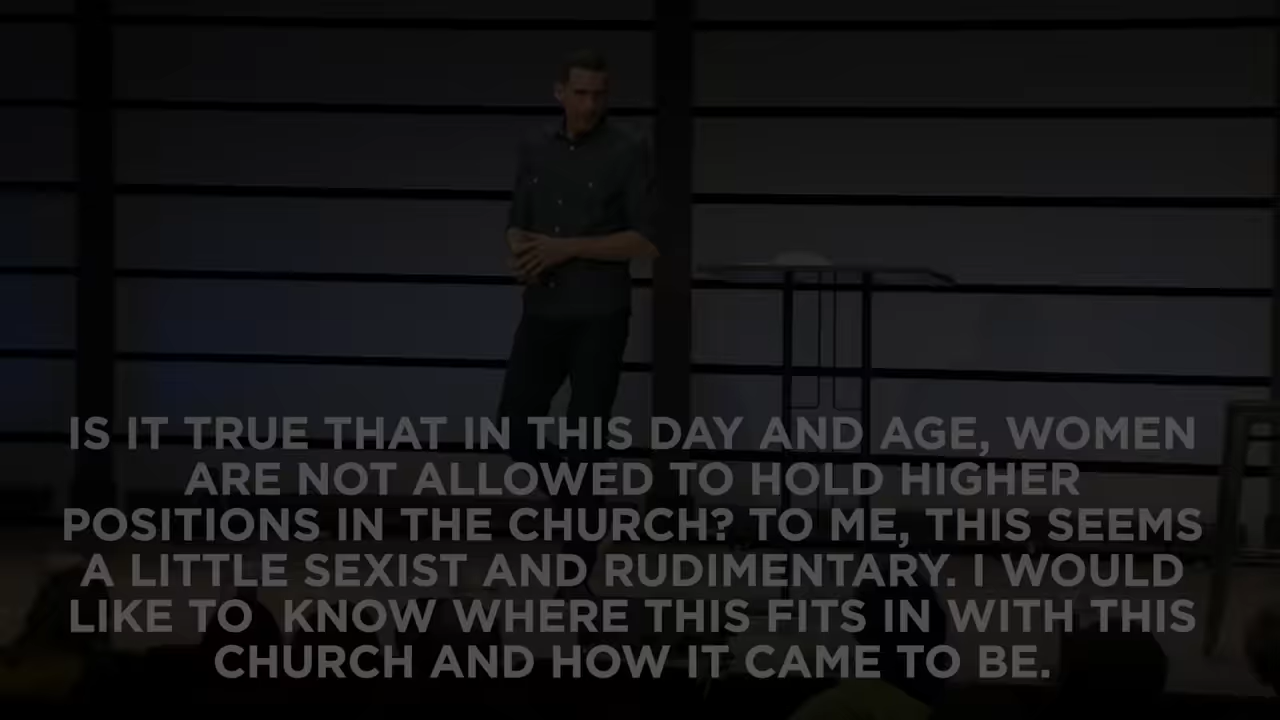 IS IT TRUE THAT IN THIS DAY AND AGE, WOMEN
ARE NOT ALLOWED TO HOLD HIGHER
POSITIONS IN THE CHURCH? TO ME, THIS SEEMS
A LITTLE SEXIST AND RUDIMENTARY. I WOULD
LIKE TO  KNOW WHERE THIS FITS IN WITH THIS
CHURCH AND HOW IT CAME TO BE.